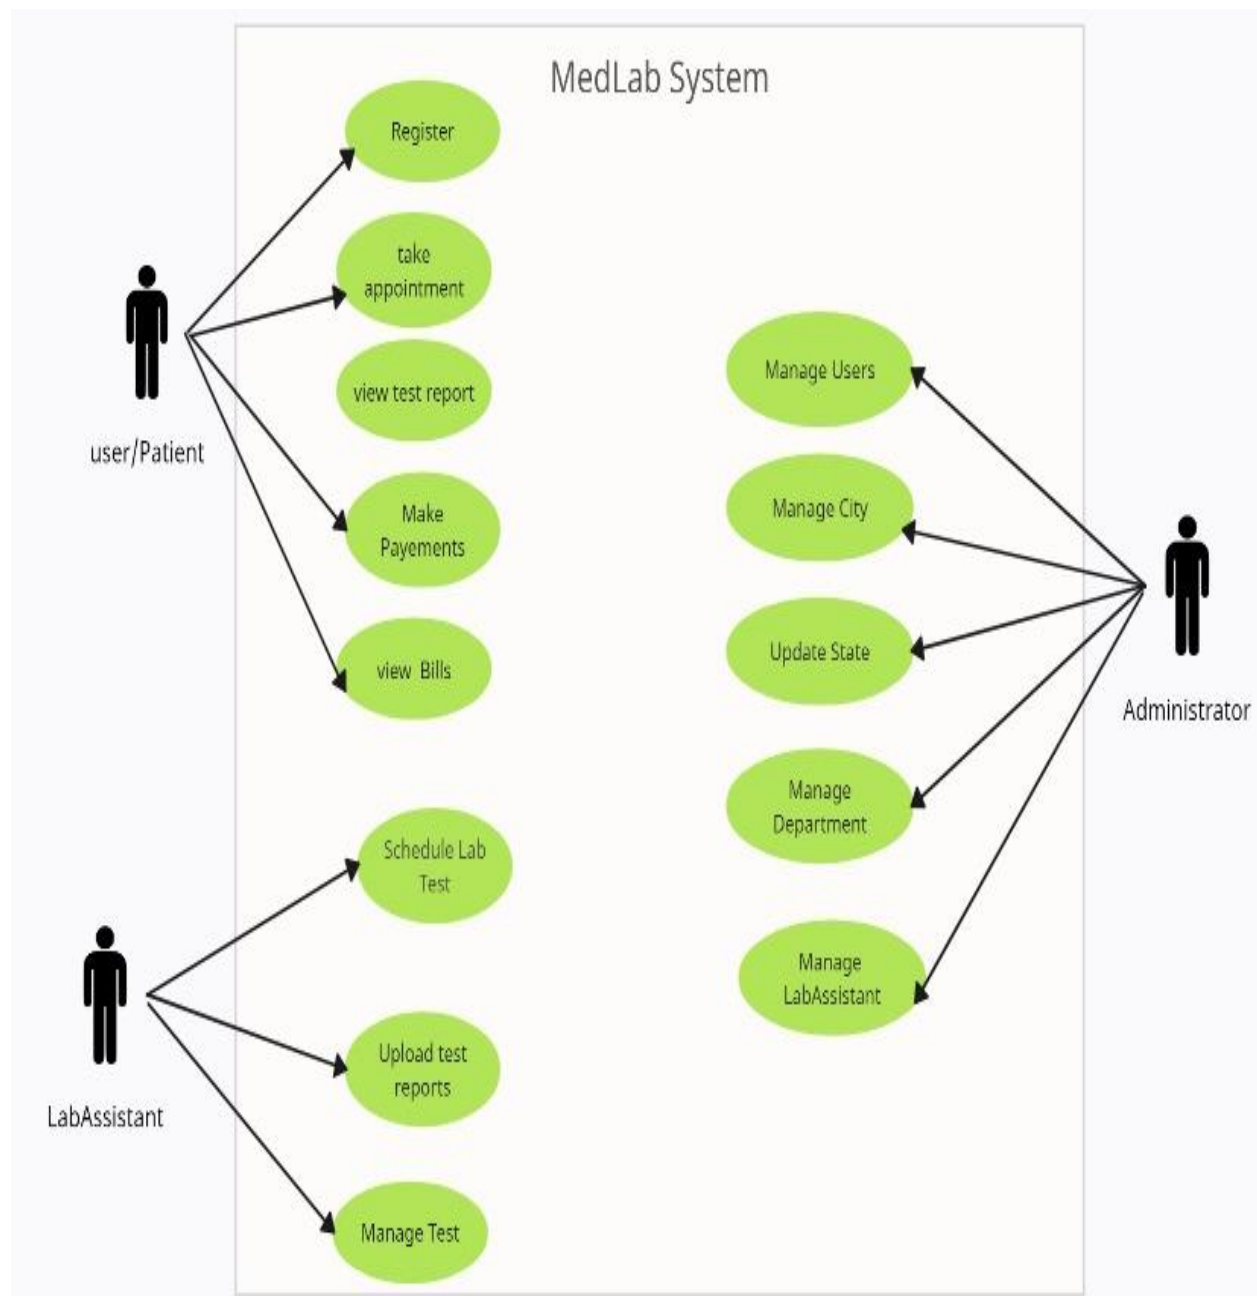 MedLab System
Register
take
appointment
view test report
user/Patient
Make
Payements
view  Bills
Schedule Lab
Test
Upload test
reports
LabAssistant
Manage Test
Manage Users
Manage City
Update State
Administrator
Manage
Department
Manage
LabAssistant